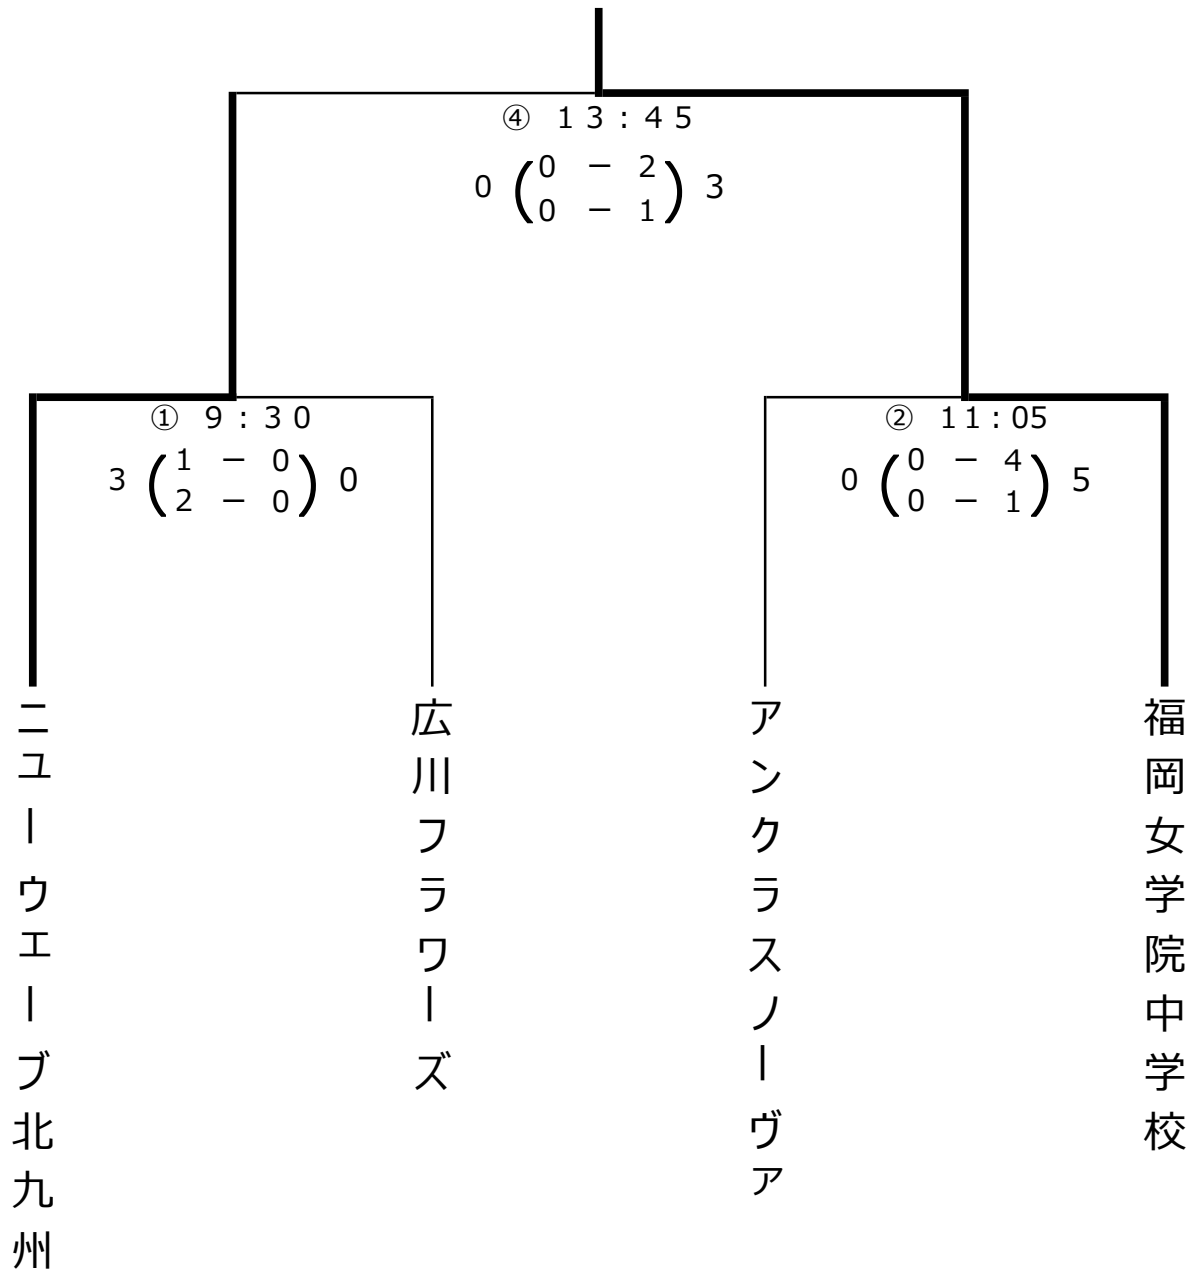 ④ 13:45
0 ( 0 － 2 ) 3
0 － 1
① 9:30
3 ( 1 － 0 ) 0
2 － 0
② 11:05
0 ( 0 － 4 ) 5
0 － 1
ニューウェーブ北九州
広川フラワーズ
アンクラスノーヴァ
福岡女学院中学校